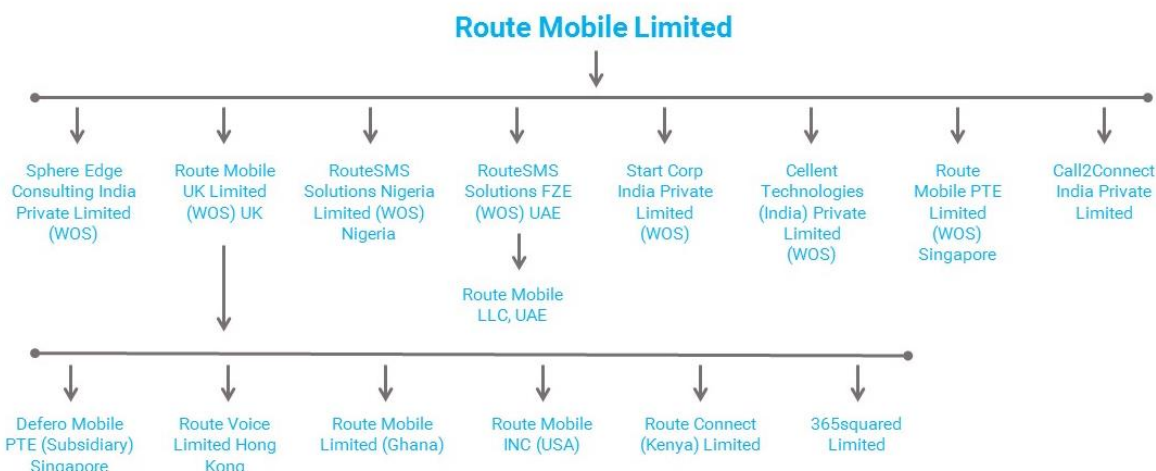 Route Mobile Limited
Sphere Edge
Consulting India
Private Limited
(WOS)
Route Mobile
UK Limited
(WOS) UK
RouteSMS
Solutions Nigeria
Limited (WOS)
Nigeria
RouteSMS
Solutions FZE
(WOS) UAE
Start Corp
India Private
Limited
(WOS)
Cellent
Technologies
(India) Private
Limited
(WOS)
Route
Mobile PTE
Limited
(WOS)
Singapore
Call2Connect
India Private
Limited
Route Mobile
LLC, UAE
Defero Mobile
PTE (Subsidiary)
Singapore
Route Voice
Limited Hong
Kong
Route Mobile
Limited (Ghana)
Route Mobile
INC (USA)
Route Connect
(Kenya) Limited
365squared
Limited